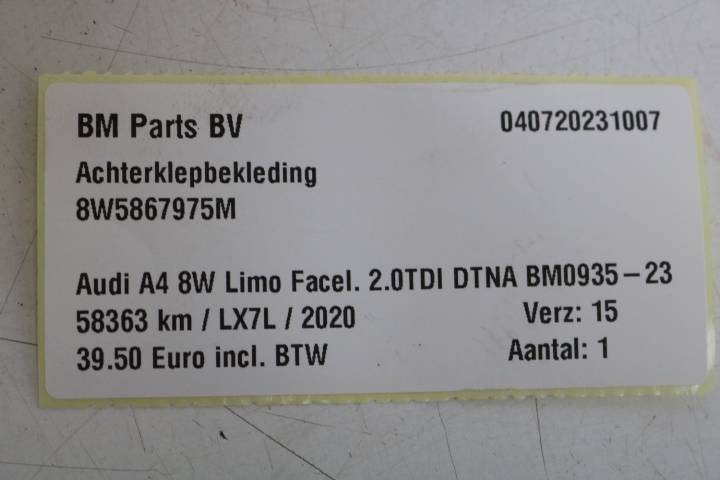 BM Parts BV 040720231007
Achterklepbekleding
8W5867975M
Audi A4 8W Limo Facel. 2.0TDI DTNA BM0935-23
58363 km / LX7L / 2020 Verz: 15
39.50 Euro incl. BTW Aantal: 1